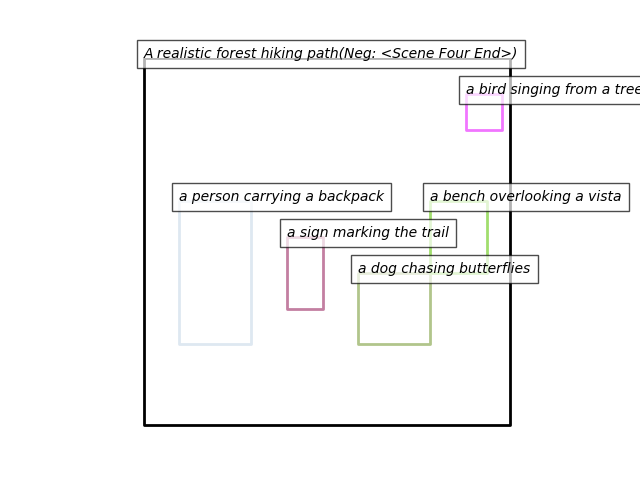 A realistic forest hiking path(Neg: <Scene Four End>)
a bird singing from a tree
a person carrying a backpack
a bench overlooking a vista
a sign marking the trail
a dog chasing butterflies